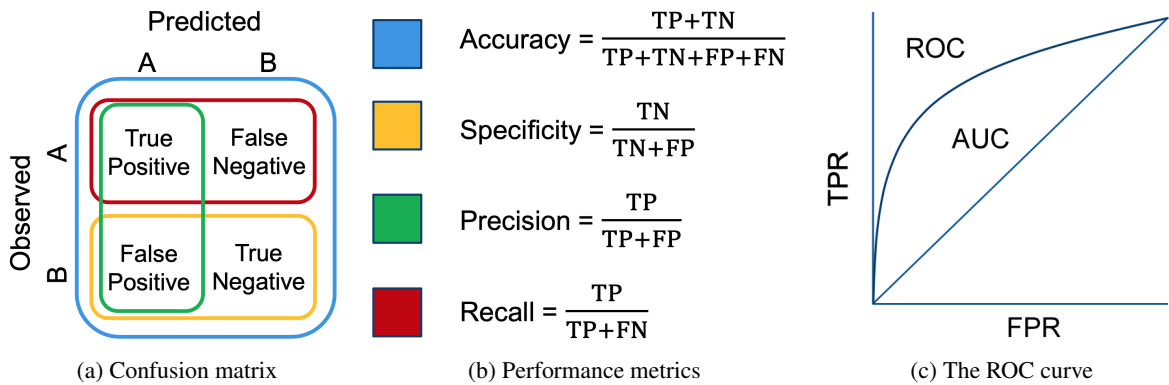 Predicted
A B
Observed
A
B
True
Positive
False
Negative
False
Positive
True
Negative
(a) Confusion matrix
Accuracy = TP+TN / TP+TN+FP+FN
Specificity = TN / TN+FP
Precision = TP / TP+FP
Recall = TP / TP+FN
(b) Performance metrics
ROC
AUC
TPR
FPR
(c) The ROC curve